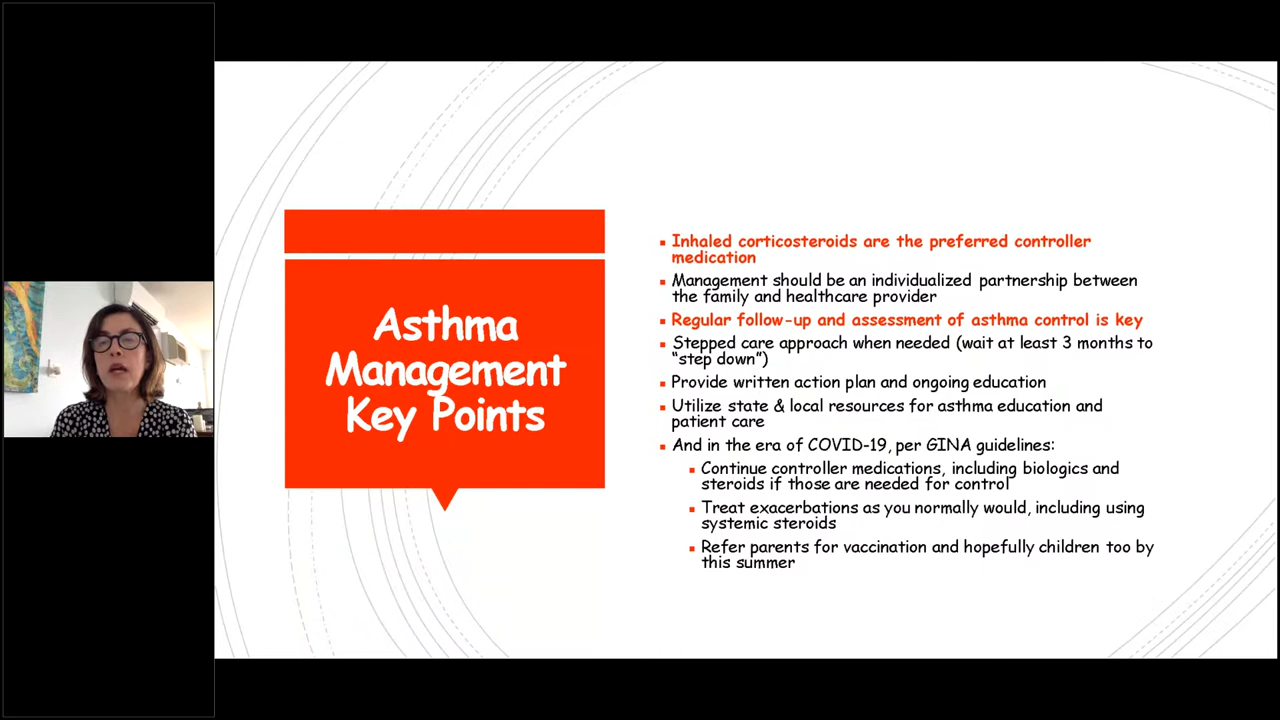 Asthma
Management
Key Points
Inhaled corticosteroids are the preferred controller
medication
Management should be an individualized partnership between
the family and healthcare provider
Regular follow-up and assessment of asthma control is key
Stepped care approach when needed (wait at least 3 months to
“step down”)
Provide written action plan and ongoing education
Utilize state & local resources for asthma education and
patient care
And in the era of COVID-19, per GINA guidelines:
Continue controller medications, including biologics and
steroids if those are needed for control
Treat exacerbations as you normally would, including using
systemic steroids
Refer parents for vaccination and hopefully children too by
this summer